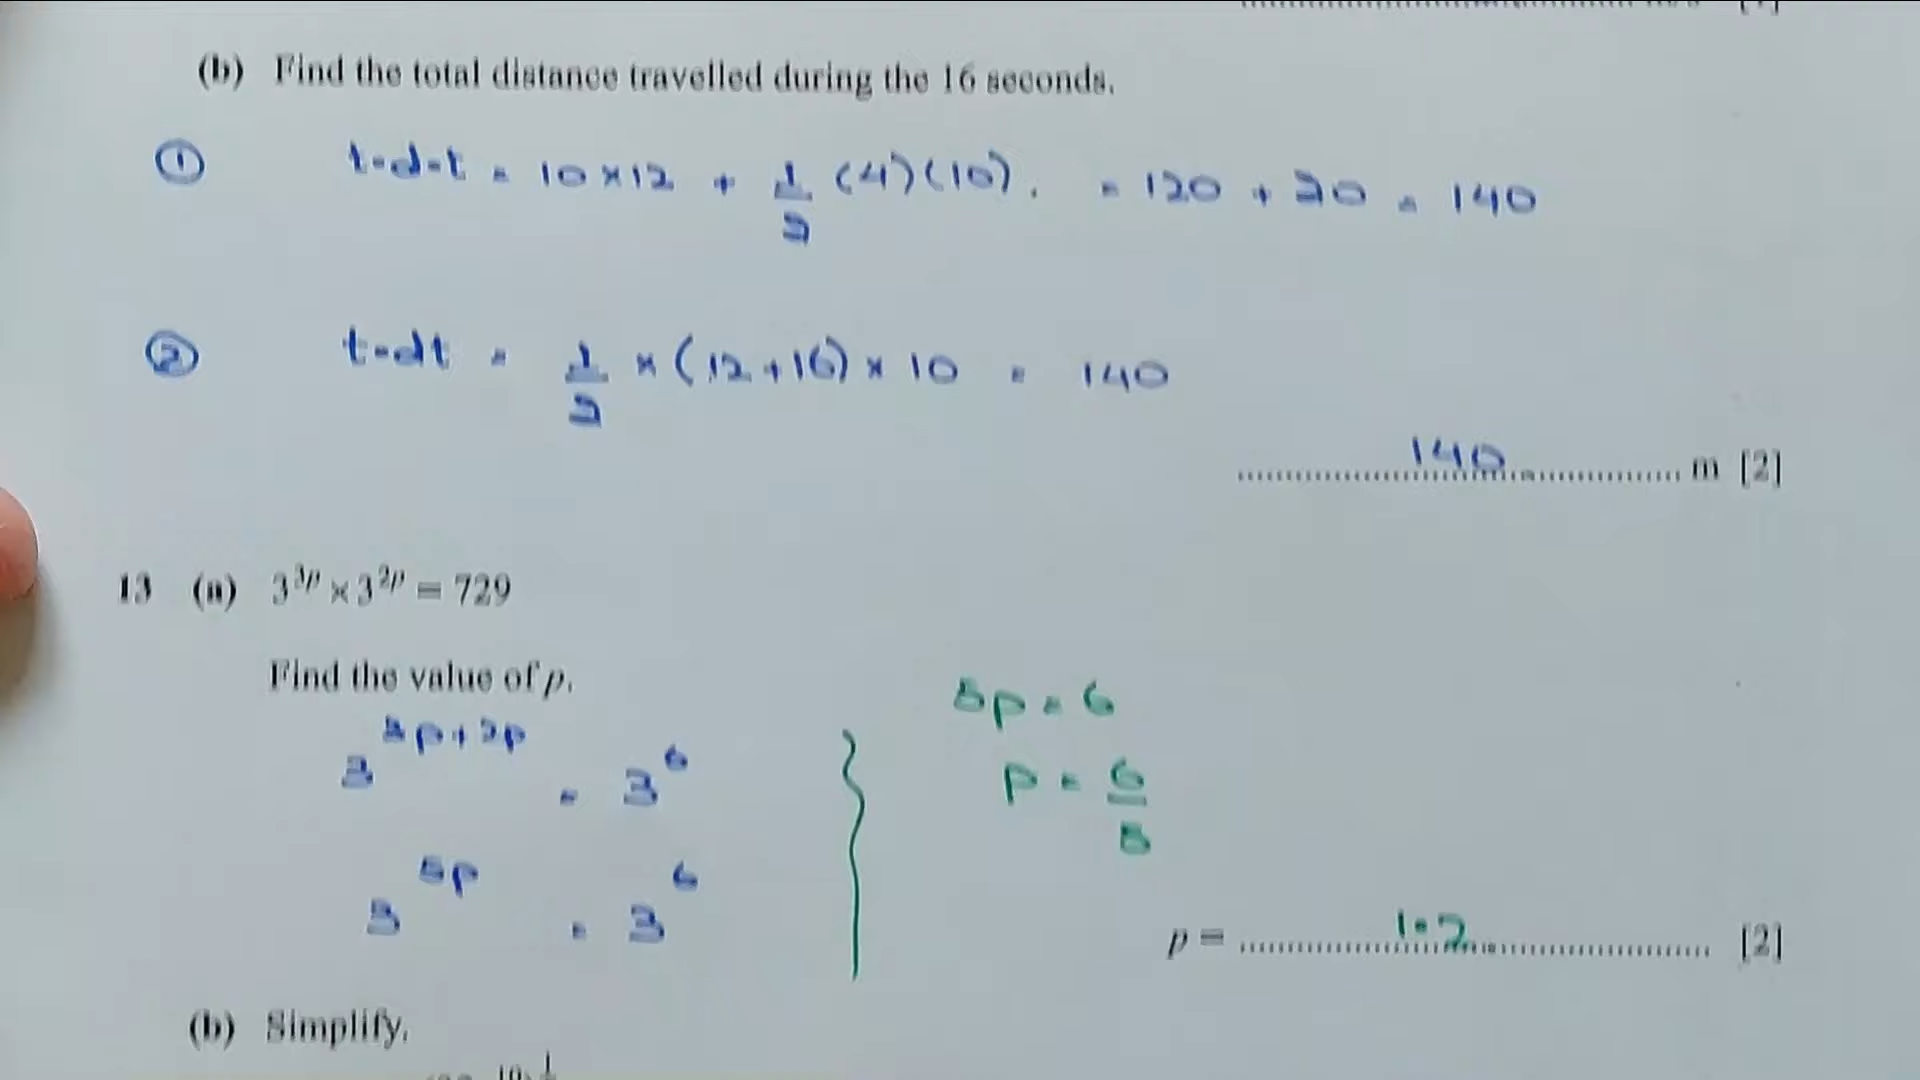 (b) Find the total distance travelled during the 16 seconds.
① t-d-t = 10 × 12 + 1/2 (4)(10). = 120 + 20 = 140
② t-dt = 1/2 × (12+16) × 10 = 140
140 m [2]
13 (a) 3^{3p} × 3^{2p} = 729
Find the value of p.
3^{3p+2p} = 3^6
3^{5p} = 3^6
5p = 6
p = 6/5
p = 1.2 [2]
(b) Simplify.